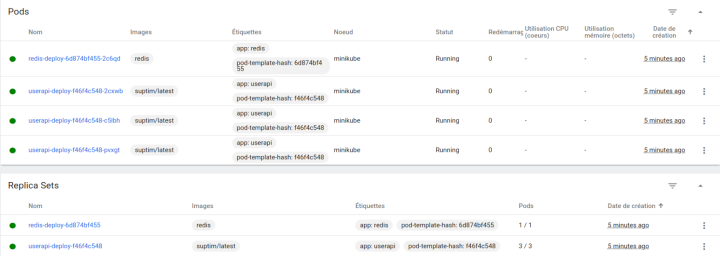 Pods
Nom Images Étiquettes Noeud Statut Redémarrag Utilisation CPU (coeurs) Utilisation mémoire (octets) Date de création
redis-deploy-6d874bf455-2c6qd redis app: redis pod-template-hash: 6d874bf455 minikube Running 0 - - 5 minutes ago
userapi-deploy-f46f4c548-2cxwb suptim/latest app: userapi pod-template-hash: f46f4c548 minikube Running 0 - - 5 minutes ago
userapi-deploy-f46f4c548-c5lbh suptim/latest app: userapi pod-template-hash: f46f4c548 minikube Running 0 - - 5 minutes ago
userapi-deploy-f46f4c548-pvxgt suptim/latest app: userapi pod-template-hash: f46f4c548 minikube Running 0 - - 5 minutes ago
Replica Sets
Nom Images Étiquettes Pods Date de création
redis-deploy-6d874bf455 redis app: redis pod-template-hash: 6d874bf455 1 / 1 5 minutes ago
userapi-deploy-f46f4c548 suptim/latest app: userapi pod-template-hash: f46f4c548 3 / 3 5 minutes ago